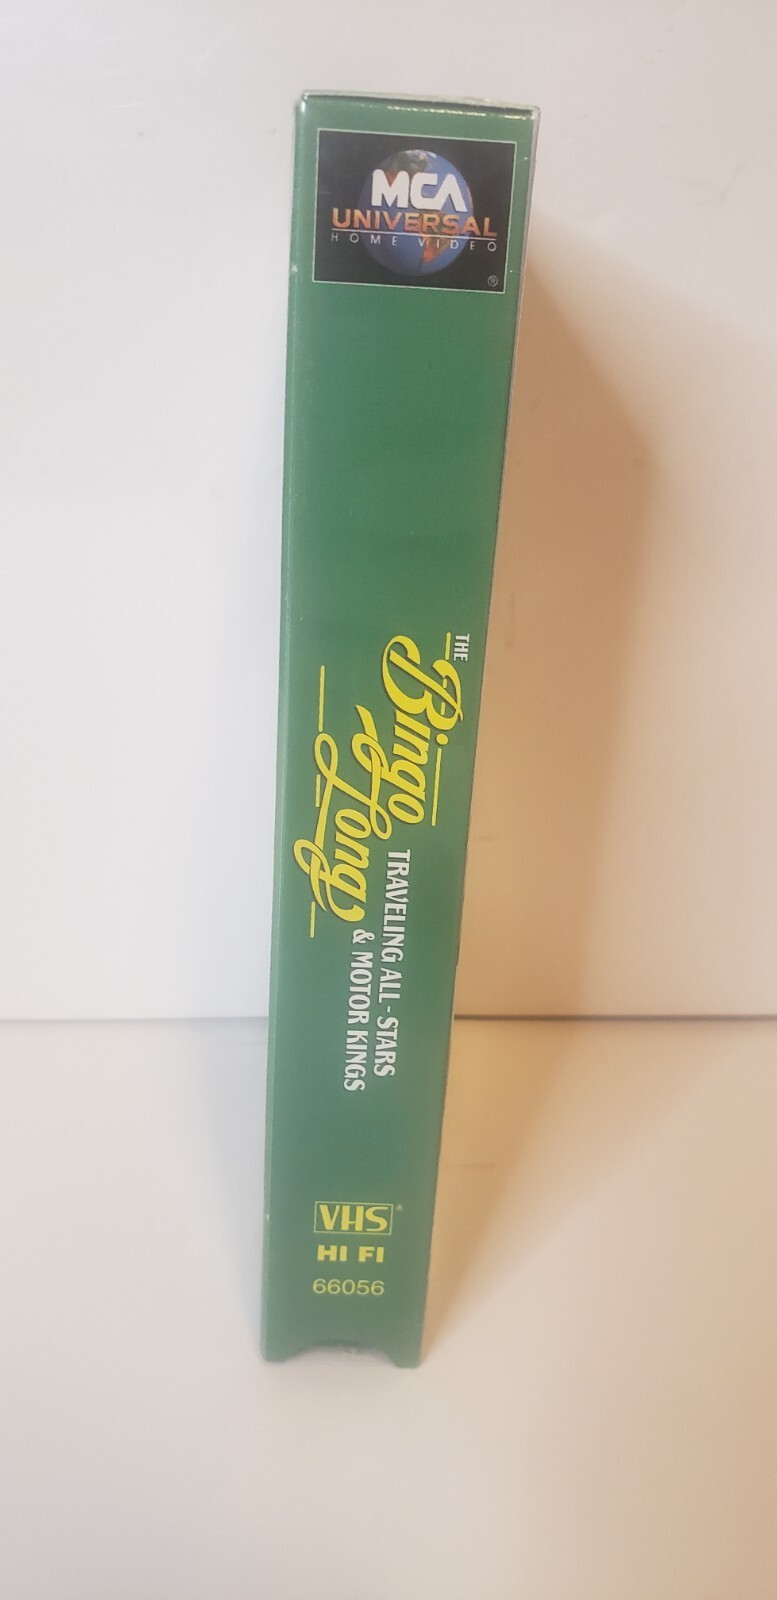 MCA
UNIVERSAL
HOME VIDEO
®
THE
Bingo
Long
TRAVELING ALL-STARS
& MOTOR KINGS
VHS®
HI FI
66056